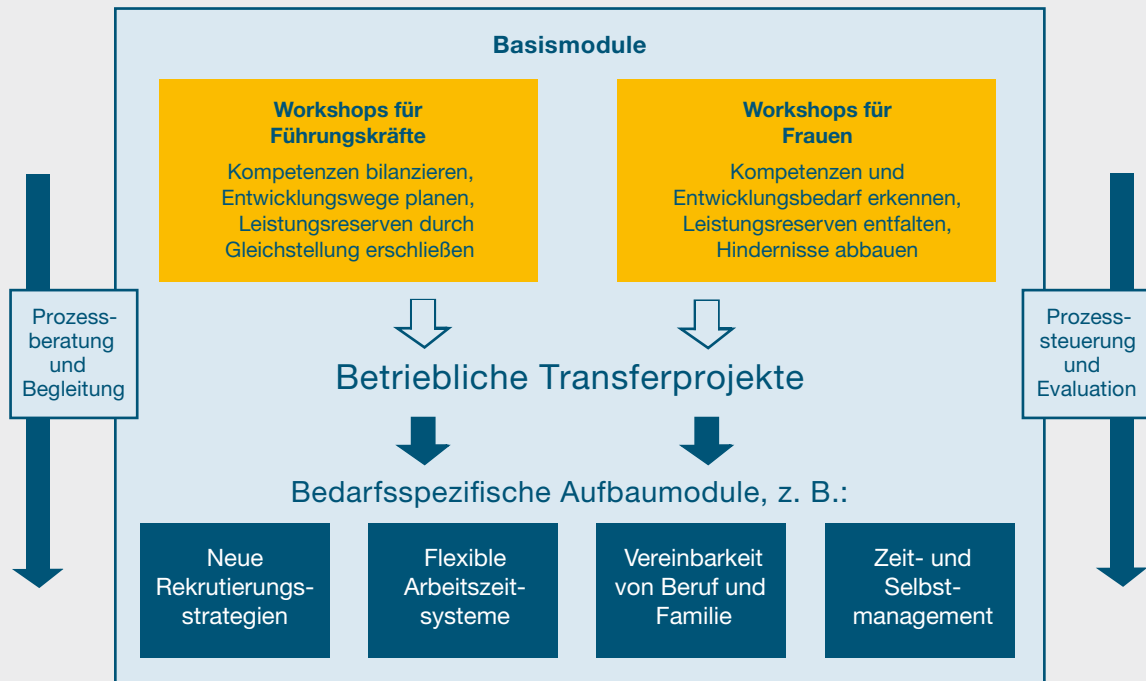 Basismodule
Workshops für
Führungskräfte
Kompetenzen bilanzieren,
Entwicklungswege planen,
Leistungsreserven durch
Gleichstellung erschließen
Workshops für
Frauen
Kompetenzen und
Entwicklungsbedarf erkennen,
Leistungsreserven entfalten,
Hindernisse abbauen
Prozess-
beratung
und
Begleitung
Prozess-
steuerung
und
Evaluation
Betriebliche Transferprojekte
Bedarfsspezifische Aufbaumodule, z. B.:
Neue
Rekrutierungs-
strategien
Flexible
Arbeitszeit-
systeme
Vereinbarkeit
von Beruf und
Familie
Zeit- und
Selbst-
management